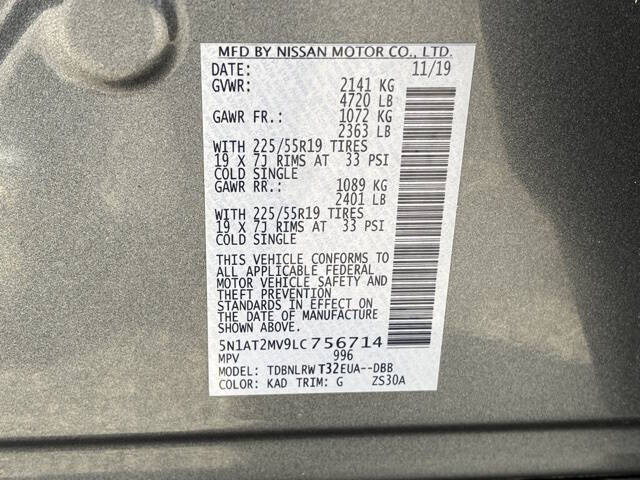 MFD BY NISSAN MOTOR CO., LTD.
DATE: 11/19
GVWR: 2141 KG
4720 LB
GAWR FR.: 1072 KG
2363 LB
WITH 225/55R19 TIRES
19 X 7J RIMS AT 33 PSI
COLD SINGLE
GAWR RR.: 1089 KG
2401 LB
WITH 225/55R19 TIRES
19 X 7J RIMS AT 33 PSI
COLD SINGLE
THIS VEHICLE CONFORMS TO
ALL APPLICABLE FEDERAL
MOTOR VEHICLE SAFETY AND
THEFT PREVENTION
STANDARDS IN EFFECT ON
THE DATE OF MANUFACTURE
SHOWN ABOVE.
5N1AT2MV9LC756714
MPV 996
MODEL: TDBNLRWT32EUA--DBB
COLOR: KAD TRIM: G ZS30A